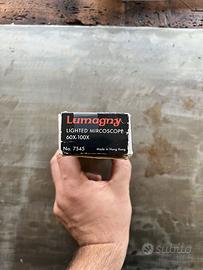 Lumagny
LIGHTED MIRCOSCOPE
60X-100X
No. 7545
Made in Hong Kong
subito